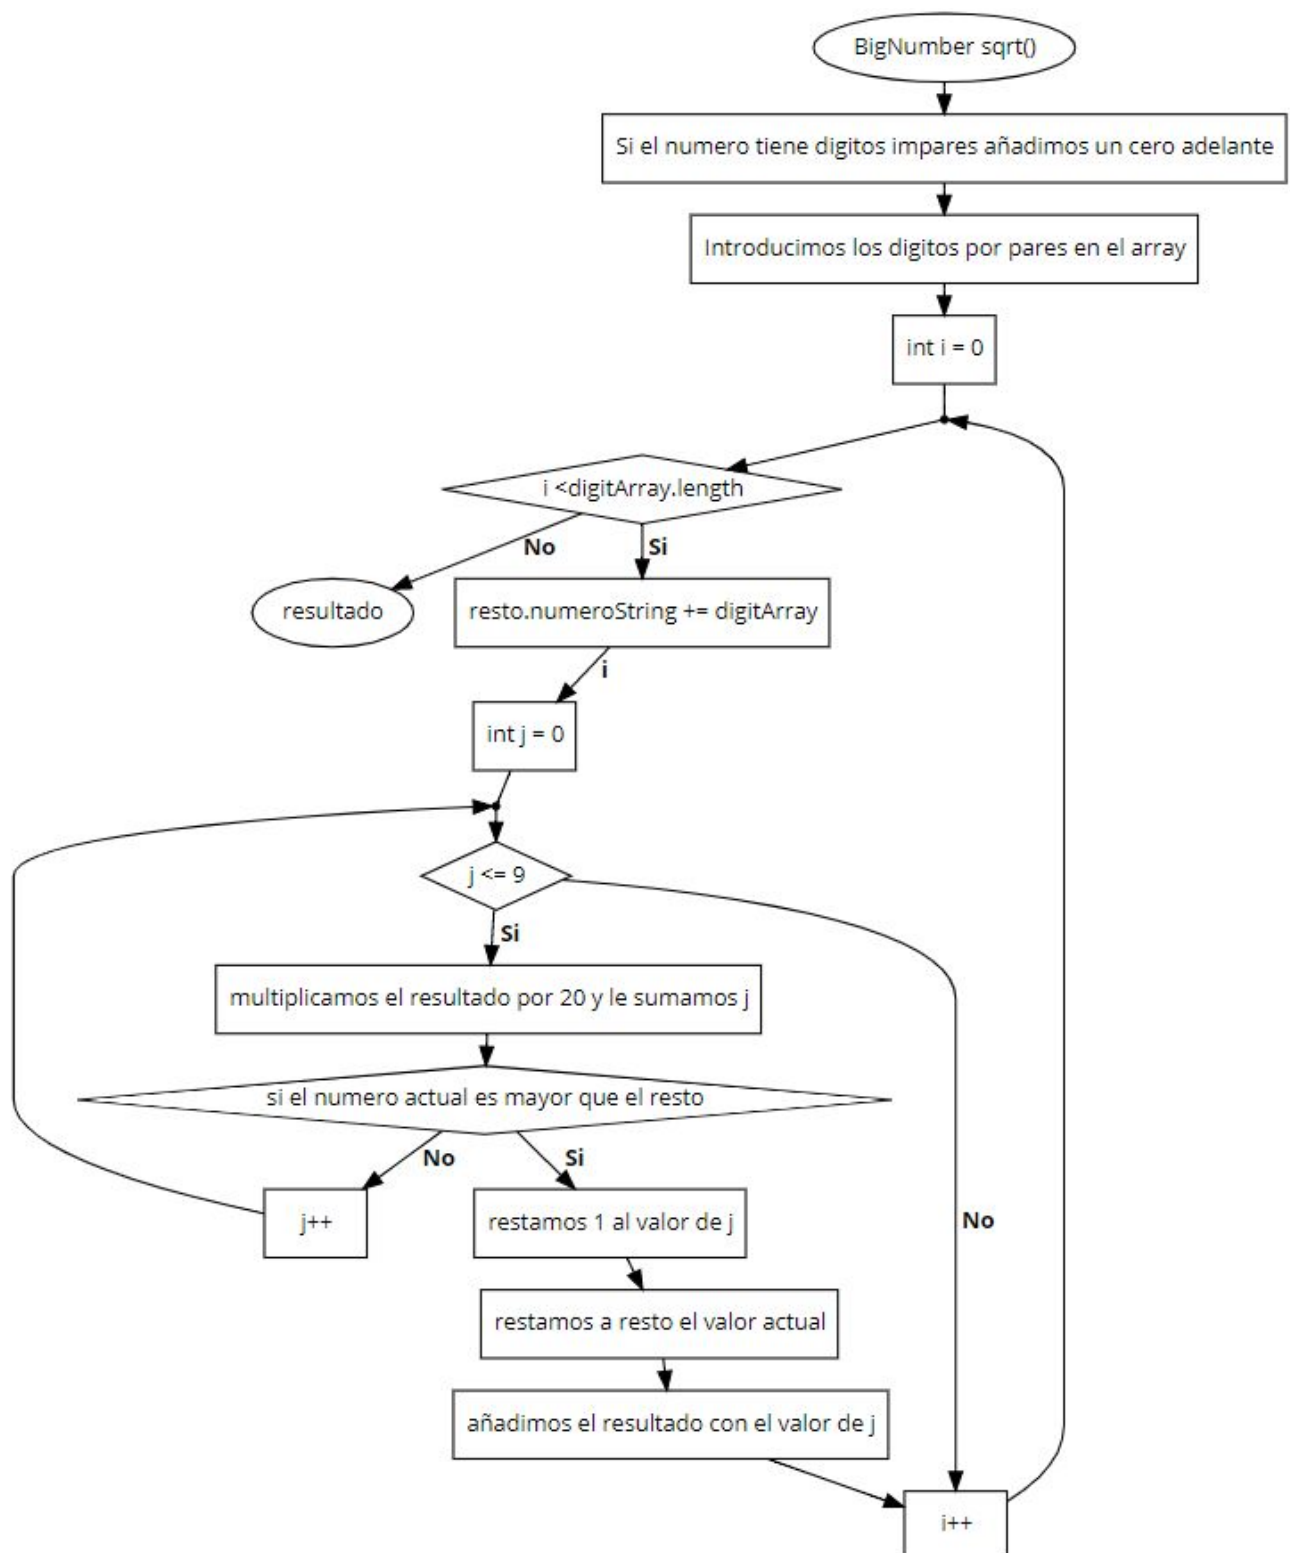 BigNumber sqrt()
Si el numero tiene digitos impares añadimos un cero adelante
Introducimos los digitos por pares en el array
int i = 0
i <digitArray.length
No
Si
resultado
resto.numeroString += digitArray
i
int j = 0
j <= 9
Si
multiplicamos el resultado por 20 y le sumamos j
si el numero actual es mayor que el resto
No
Si
j++
restamos 1 al valor de j
No
restamos a resto el valor actual
añadimos el resultado con el valor de j
i++